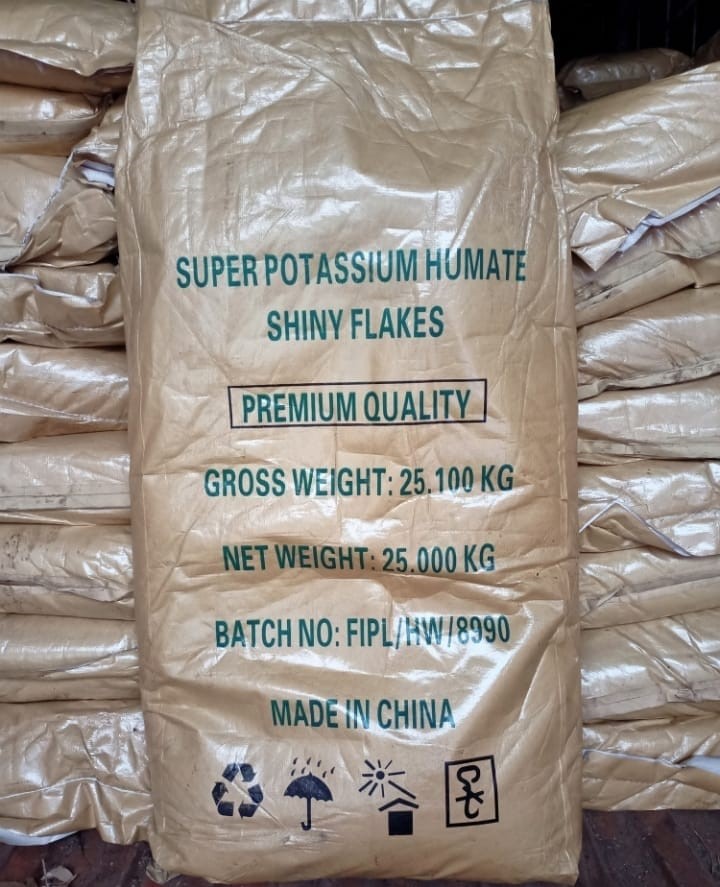 SUPER POTASSIUM HUMATE
SHINY FLAKES
PREMIUM QUALITY
GROSS WEIGHT: 25.100 KG
NET WEIGHT: 25.000 KG
BATCH NO: FIPL/HW/8990
MADE IN CHINA